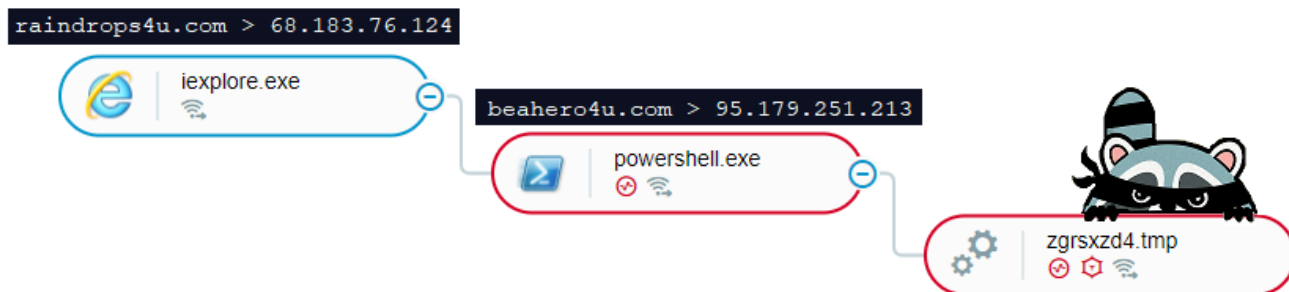 raindrops4u.com > 68.183.76.124
iexplore.exe
beahero4u.com > 95.179.251.213
powershell.exe
zgrsxzd4.tmp